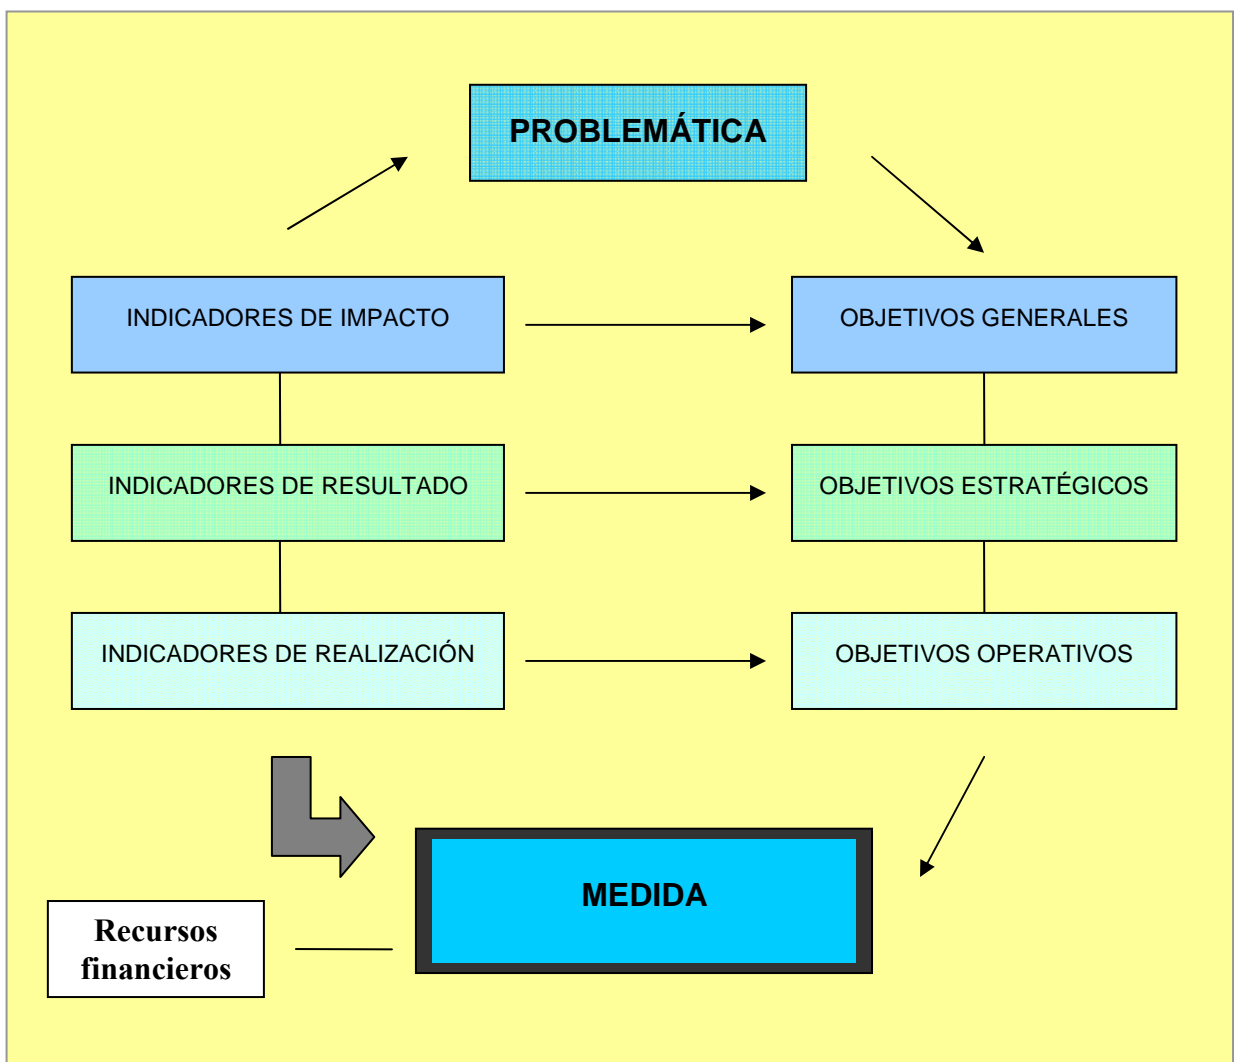 PROBLEMÁTICA
INDICADORES DE IMPACTO
OBJETIVOS GENERALES
INDICADORES DE RESULTADO
OBJETIVOS ESTRATÉGICOS
INDICADORES DE REALIZACIÓN
OBJETIVOS OPERATIVOS
MEDIDA
Recursos
financieros